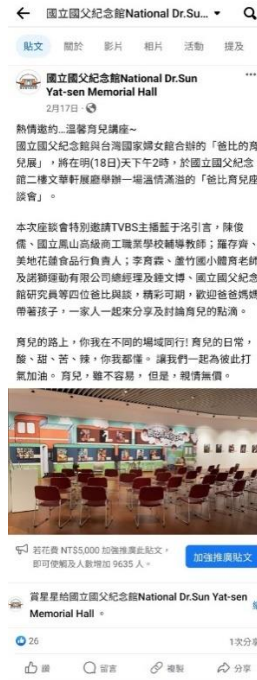 國立國父紀念館National Dr.Su...
貼文 關於 影片 相片 活動 提及
國立國父紀念館National Dr.Sun
Yat-sen Memorial Hall
2月17日
熱情邀約...溫馨育兒講座~
國立國父紀念館與台灣國家婦女館合辦的「爸比的育
兒展」，將在明(18日)天下午2時，於國立國父紀念
館二樓文華軒展廳舉辦一場溫情滿溢的「爸比育兒座
談會」。
本次座談會特別邀請TVBS主播藍于洺引言，陳俊
儒、國立鳳山高級商工職業學校輔導教師；羅存齊、
美地花蓮食品行負責人；李育霖、蘆竹國小體育老師
及諾獅運動有限公司總經理及鍾文博、國立國父紀念
館研究員等四位爸比與談，精彩可期，歡迎爸爸媽媽
帶著孩子，一家人一起來分享及討論育兒的點滴。
育兒的路上，你我在不同的場域同行! 育兒的日常，
酸、甜、苦、辣，你我都懂。 讓我們一起為彼此打
氣加油。 育兒，雖不容易， 但是，親情無價。
若花費 NT$5,000 加強推廣此貼文，
即可使觸及人數增加 9635 人。
加強推廣貼文
賞星星給國立國父紀念館National Dr.Sun Yat-sen
Memorial Hall。
26
1次分享
讚 留言 複製 分享